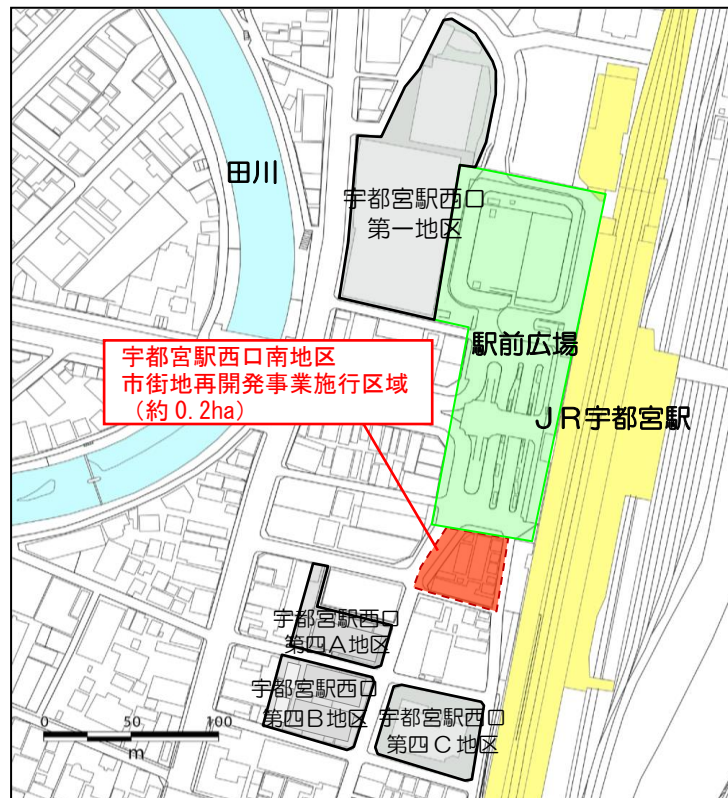 田川
宇都宮駅西口
第一地区
駅前広場
宇都宮駅西口南地区
市街地再開発事業施行区域
（約0.2ha）
ＪＲ宇都宮駅
宇都宮駅西口
第四Ａ地区
宇都宮駅西口
第四Ｂ地区
宇都宮駅西口
第四Ｃ地区
0 50 100
m